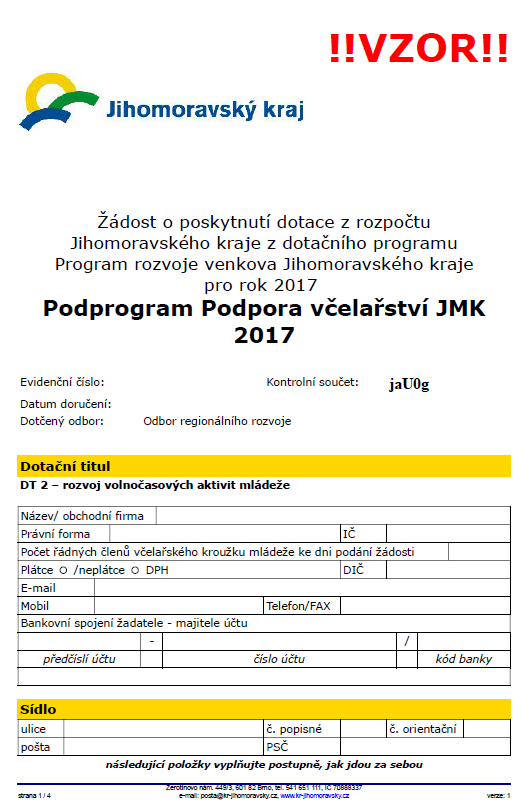 !!VZOR!!
Jihomoravský kraj
Žádost o poskytnutí dotace z rozpočtu
Jihomoravského kraje z dotačního programu
Program rozvoje venkova Jihomoravského kraje
pro rok 2017
Podprogram Podpora včelařství JMK
2017
Evidenční číslo: Kontrolní součet: jaU0g
Datum doručení:
Dotčený odbor: Odbor regionálního rozvoje
Dotační titul
DT 2 – rozvoj volnočasových aktivit mládeže
Název/ obchodní firma
Právní forma IČ
Počet řádných členů včelařského kroužku mládeže ke dni podání žádosti
Plátce /neplátce DPH DIČ
E-mail
Mobil Telefon/FAX
Bankovní spojení žadatele - majitele účtu
- /
předčíslí účtu číslo účtu kód banky
Sídlo
ulice č. popisné č. orientační
pošta PSČ
následující položky vyplňujte postupně, jak jdou za sebou
Žerotínovo nám. 449/3, 601 82 Brno, tel. 541 651 111, IČ 70888337
strana 1 / 4 e-mail: posta@kr-jihomoravsky.cz, www.kr-jihomoravsky.cz verze: 1